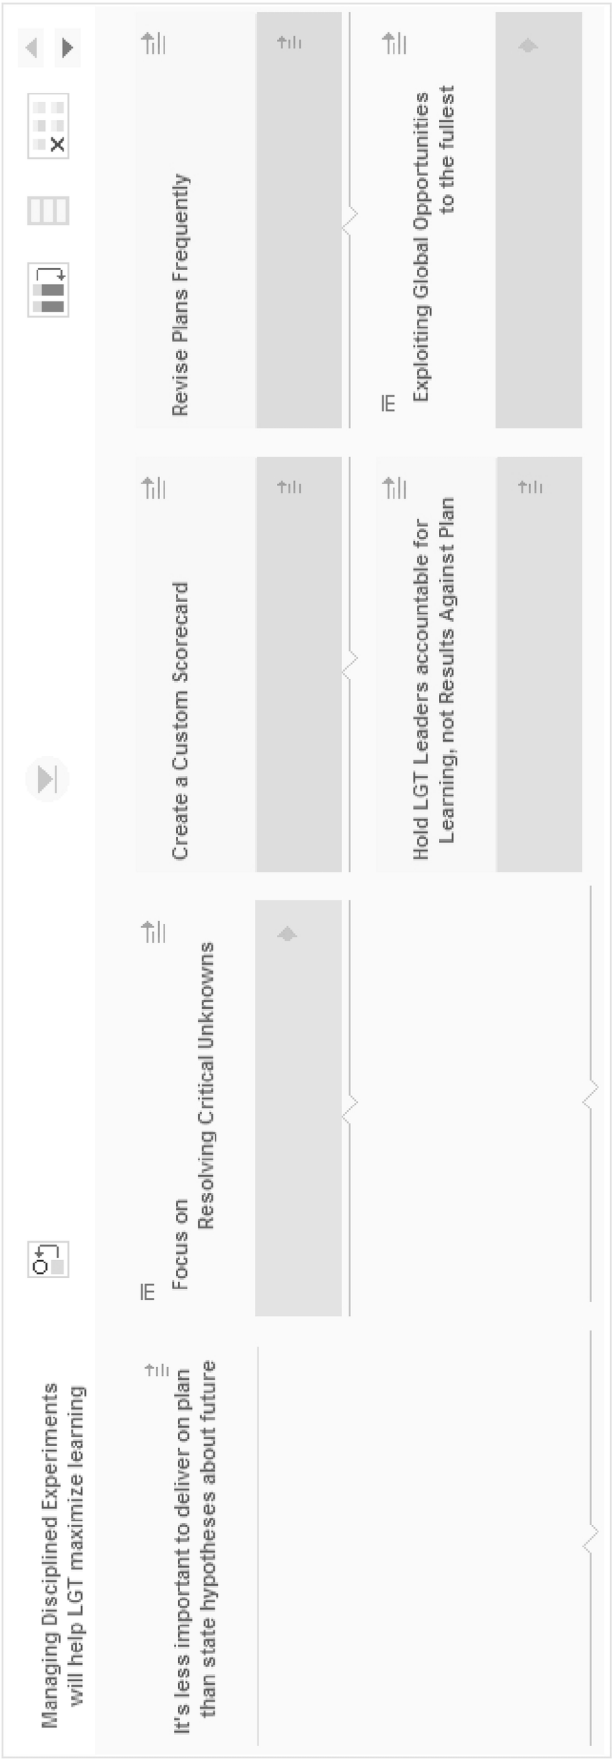 Managing Disciplined Experiments
will help LGT maximize learning
It's less important to deliver on plan
than state hypotheses about future
Focus on
Resolving Critical Unknowns
Create a Custom Scorecard
Revise Plans Frequently
Hold LGT Leaders accountable for
Learning, not Results Against Plan
Exploiting Global Opportunities
to the fullest